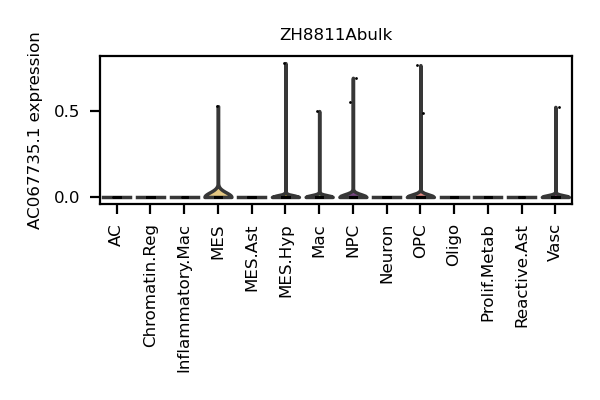 ZH8811Abulk
AC067735.1 expression
0.5
0.0
AC
Chromatin.Reg
Inflammatory.Mac
MES
MES.Ast
MES.Hyp
Mac
NPC
Neuron
OPC
Oligo
Prolif.Metab
Reactive.Ast
Vasc